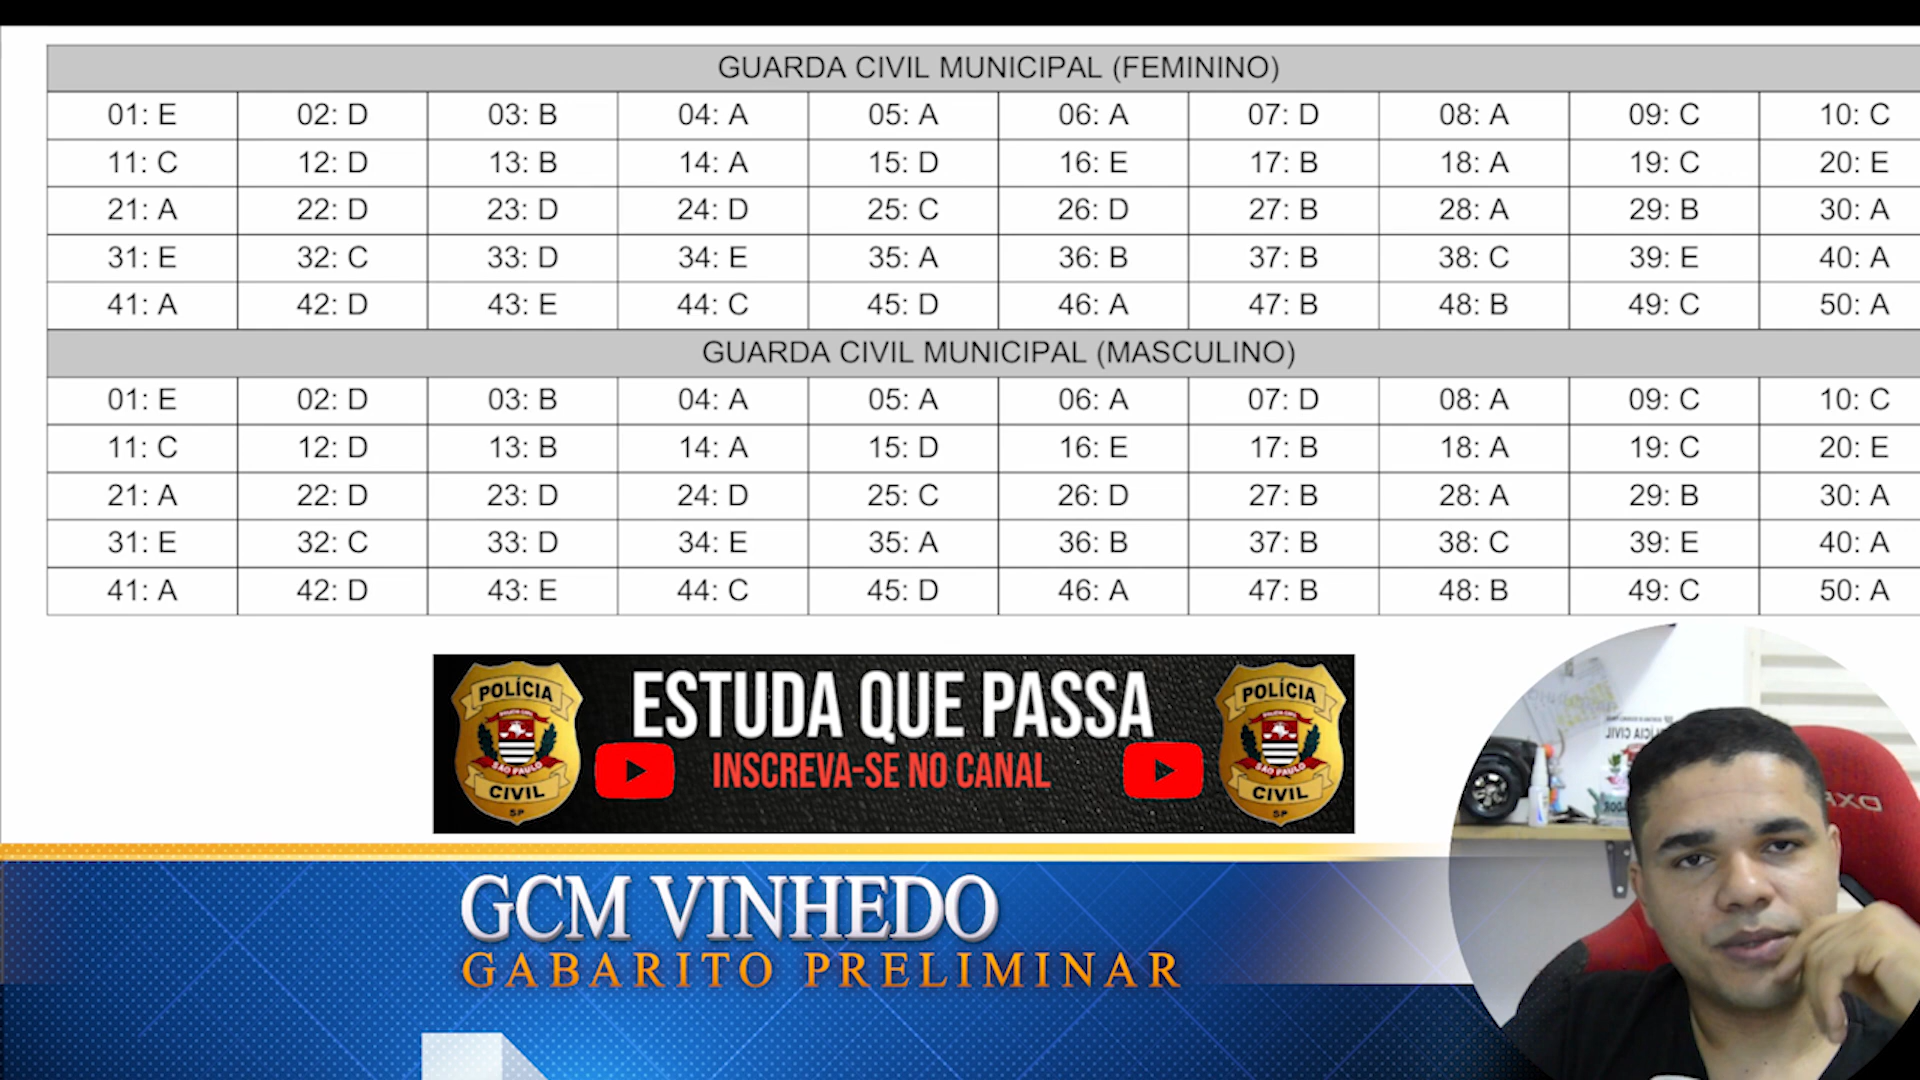 GUARDA CIVIL MUNICIPAL (FEMININO)
01: E 02: D 03: B 04: A 05: A 06: A 07: D 08: A 09: C 10: C
11: C 12: D 13: B 14: A 15: D 16: E 17: B 18: A 19: C 20: E
21: A 22: D 23: D 24: D 25: C 26: D 27: B 28: A 29: B 30: A
31: E 32: C 33: D 34: E 35: A 36: B 37: B 38: C 39: E 40: A
41: A 42: D 43: E 44: C 45: D 46: A 47: B 48: B 49: C 50: A
GUARDA CIVIL MUNICIPAL (MASCULINO)
01: E 02: D 03: B 04: A 05: A 06: A 07: D 08: A 09: C 10: C
11: C 12: D 13: B 14: A 15: D 16: E 17: B 18: A 19: C 20: E
21: A 22: D 23: D 24: D 25: C 26: D 27: B 28: A 29: B 30: A
31: E 32: C 33: D 34: E 35: A 36: B 37: B 38: C 39: E 40: A
41: A 42: D 43: E 44: C 45: D 46: A 47: B 48: B 49: C 50: A
POLÍCIA
SÃO PAULO
CIVIL
SP
ESTUDA QUE PASSA
INSCREVA-SE NO CANAL
POLÍCIA
SÃO PAULO
CIVIL
SP
GCM VINHEDO
GABARITO PRELIMINAR